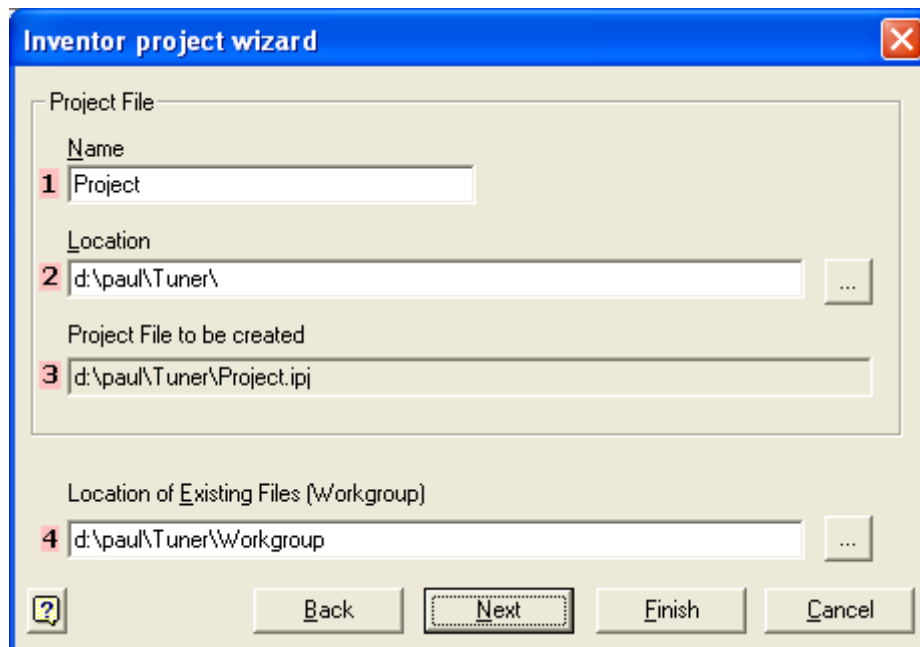 Inventor project wizard
Project File
Name
1 Project
Location
2 d:\paul\Tuner\ ...
Project File to be created
3 d:\paul\Tuner\Project.ipj
Location of Existing Files (Workgroup)
4 d:\paul\Tuner\Workgroup ...
? Back Next Finish Cancel